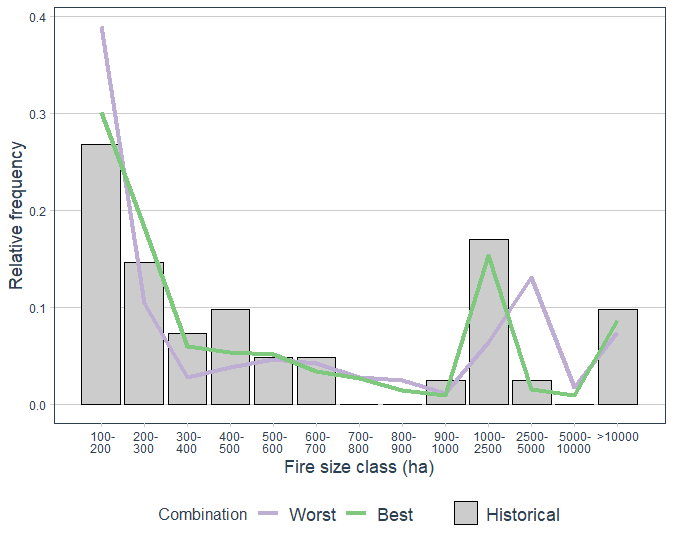 Relative frequency
0.4
0.3
0.2
0.1
0.0
100- 200- 300- 400- 500- 600- 700- 800- 900- 1000- 2500- 5000- >10000
200 300 400 500 600 700 800 900 1000 2500 5000 10000
Fire size class (ha)
Combination Worst Best Historical